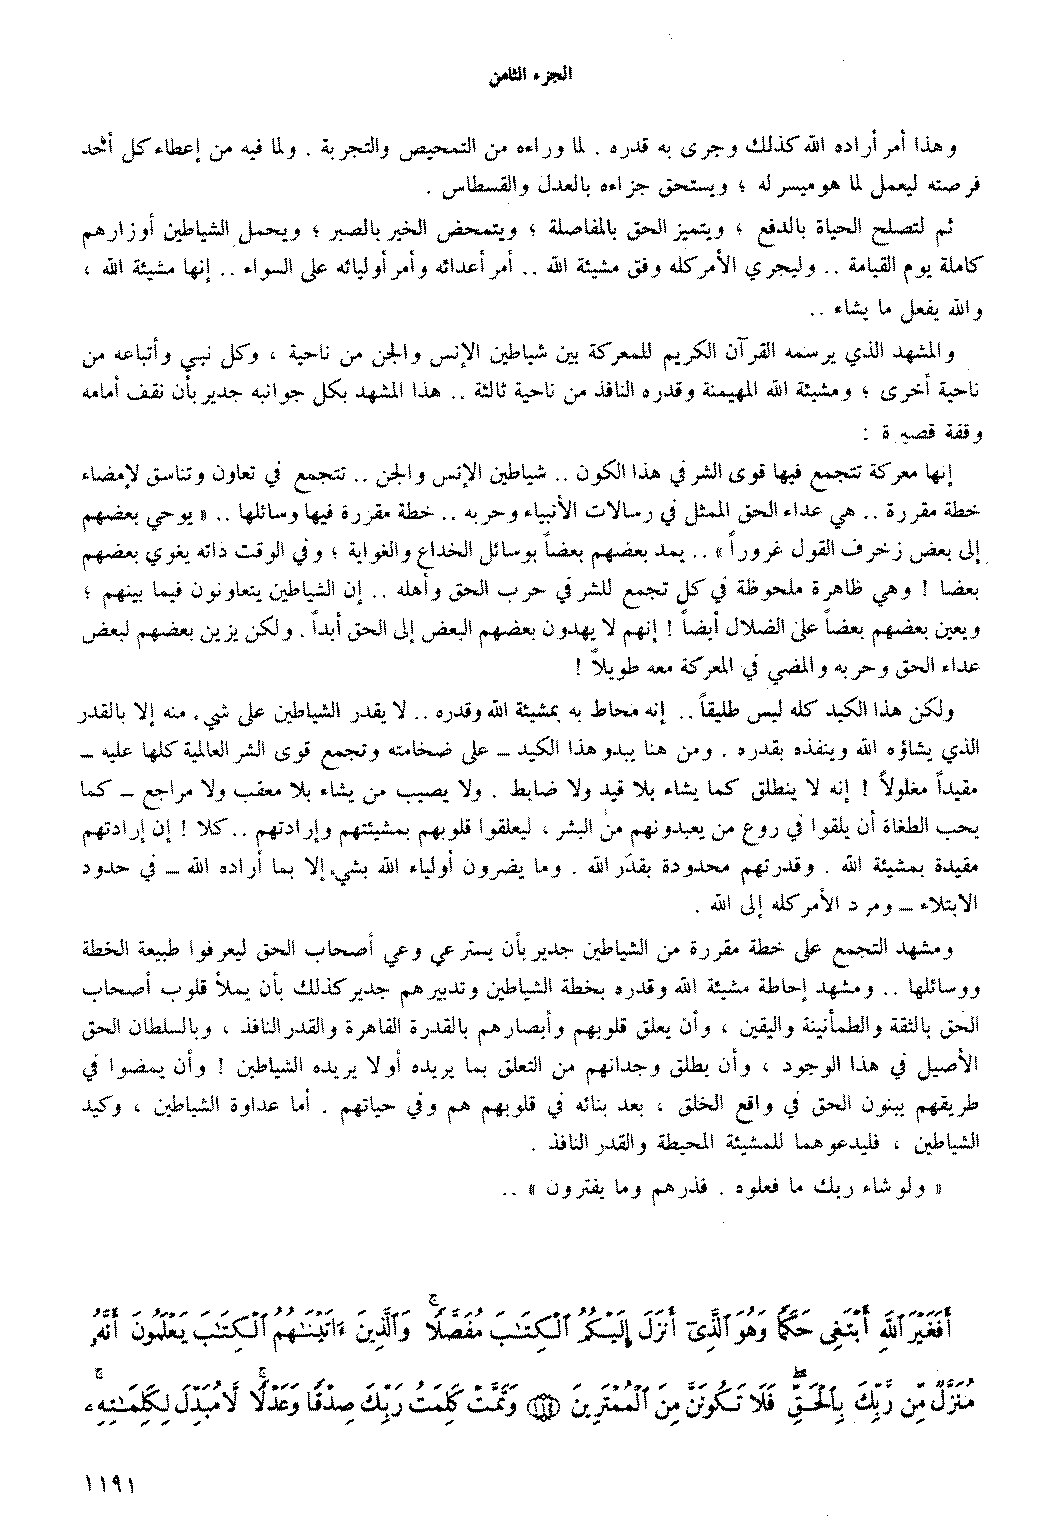 الجزء الثامن
وهذا أمر أراده الله كذلك وجرى به قدره . لما وراءه من التمحيص والتجربة . ولما فيه من إعطاء كل أحد
فرصته ليعمل لما هو ميسر له ؛ ويستحق جزاءه بالعدل والقسطاس .
ثم لتصلح الحياة بالدفع ؛ ويتميز الحق بالمفاصلة ؛ ويتمحض الخير بالصبر ؛ ويحمل الشياطين أوزارهم
كاملة يوم القيامة .. وليجري الأمر كله وفق مشيئة الله .. أمر أعدائه وأمر أوليائه على السواء .. إنها مشيئة الله ،
والله يفعل ما يشاء ..
والمشهد الذي يرسمه القرآن الكريم للمعركة بين شياطين الإنس والجن من ناحية ، وكل نبي وأتباعه من
ناحية أخرى ؛ ومشيئة الله المهيمنة وقدره النافذ من ناحية ثالثة .. هذا المشهد بكل جوانبه جدير بأن نقف أمامه
وقفة قصيرة :
إنها معركة تتجمع فيها قوى الشر في هذا الكون .. شياطين الإنس والجن .. تتجمع في تعاون وتناسق لإمضاء
خطة مقررة .. هي عداء الحق الممثل في رسالات الأنبياء وحربه .. خطة مقررة فيها وسائلها .. « يوحي بعضهم
إلى بعض زخرف القول غروراً » .. يمد بعضهم بعضاً بوسائل الخداع والغواية ؛ وفي الوقت ذاته يغوي بعضهم
بعضا ! وهي ظاهرة ملحوظة في كل تجمع للشر في حرب الحق وأهله .. إن الشياطين يتعاونون فيما بينهم ؛
ويعين بعضهم بعضاً على الضلال أيضاً ! إنهم لا يهدون بعضهم البعض إلى الحق أبداً . ولكن يزين بعضهم لبعض
عداء الحق وحربه والمضي في المعركة معه طويلاً !
ولكن هذا الكيد كله ليس طليقاً .. إنه محاط به بمشيئة الله وقدره .. لا يقدر الشياطين على شيء منه إلا بالقدر
الذي يشاؤه الله وينفذه بقدره . ومن هنا يبدو هذا الكيد – على ضخامته وتجمع قوى الشر العالمية كلها عليه –
مقيداً مغلولاً ! إنه لا ينطلق كما يشاء بلا قيد ولا ضابط . ولا يصيب من يشاء بلا معقب ولا مراجع – كما
يحب الطغاة أن يلقوا في روع من يعبدونهم من البشر ، ليعلقوا قلوبهم بمشيئتهم وإرادتهم .. كلا ! إن إرادتهم
مقيدة بمشيئة الله . وقدرتهم محدودة بقدَر الله . وما يضرون أولياء الله بشيء إلا بما أراده الله – في حدود
الابتلاء – ومرد الأمر كله إلى الله .
ومشهد التجمع على خطة مقررة من الشياطين جدير بأن يسترعي وعي أصحاب الحق ليعرفوا طبيعة الخطة
ووسائلها .. ومشهد إحاطة مشيئة الله وقدره بخطة الشياطين وتدبيرهم جدير كذلك بأن يملأ قلوب أصحاب
الحق بالثقة والطمأنينة واليقين ، وأن يعلق قلوبهم وأبصارهم بالقدرة القاهرة والقدر النافذ ، وبالسلطان الحق
الأصيل في هذا الوجود ، وأن يطلق وجدانهم من التعلق بما يريده أو لا يريده الشياطين ! وأن يمضوا في
طريقهم يبنون الحق في واقع الخلق ، بعد بنائه في قلوبهم هم وفي حياتهم . أما عداوة الشياطين ، وكيد
الشياطين ، فليدعوهما للمشيئة المحيطة والقدر النافذ .
« ولو شاء ربك ما فعلوه . فذرهم وما يفترون » ..
أَفَغَيْرَ ٱللَّهِ أَبْتَغِى حَكَمًا وَهُوَ ٱلَّذِىٓ أَنزَلَ إِلَيْكُمُ ٱلْكِتَـٰبَ مُفَصَّلًا ۚ وَٱلَّذِينَ ءَاتَيْنَـٰهُمُ ٱلْكِتَـٰبَ يَعْلَمُونَ أَنَّهُۥ
مُنَزَّلٌ مِّن رَّبِّكَ بِٱلْحَقِّ ۖ فَلَا تَكُونَنَّ مِنَ ٱلْمُمْتَرِينَ ﴿١١٤﴾ وَتَمَّتْ كَلِمَتُ رَبِّكَ صِدْقًا وَعَدْلًا ۚ لَّا مُبَدِّلَ لِكَلِمَـٰتِهِۦ ۚ
١١٩١